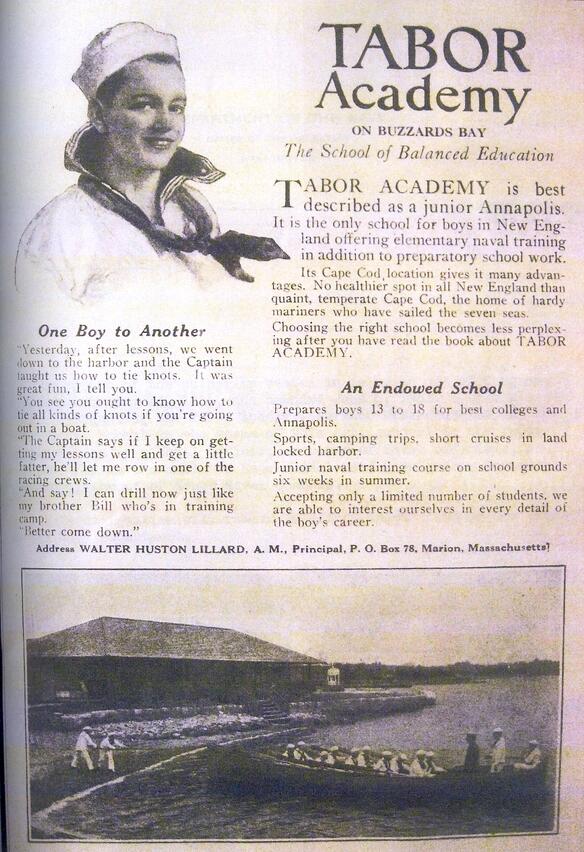 TABOR
Academy
ON BUZZARDS BAY
The School of Balanced Education
TABOR ACADEMY is best
described as a junior Annapolis.
It is the only school for boys in New Eng-
land offering elementary naval training
in addition to preparatory school work.
Its Cape Cod location gives it many advan-
tages. No healthier spot in all New England than
quaint, temperate Cape Cod, the home of hardy
mariners who have sailed the seven seas.
Choosing the right school becomes less perplex-
ing after you have read the book about TABOR
ACADEMY.
One Boy to Another
"Yesterday, after lessons, we went
down to the harbor and the Captain
taught us how to tie knots. It was
great fun, I tell you.
"You see you ought to know how to
tie all kinds of knots if you're going
out in a boat.
"The Captain says if I keep on get-
ting my lessons well and get a little
fatter, he'll let me row in one of the
racing crews.
"And say! I can drill now just like
my brother Bill who's in training
camp.
"Better come down."
An Endowed School
Prepares boys 13 to 18 for best colleges and
Annapolis.
Sports, camping trips, short cruises in land
locked harbor.
Junior naval training course on school grounds
six weeks in summer.
Accepting only a limited number of students, we
are able to interest ourselves in every detail of
the boy's career.
Address WALTER HUSTON LILLARD, A. M., Principal, P. O. Box 78, Marion, Massachusetts